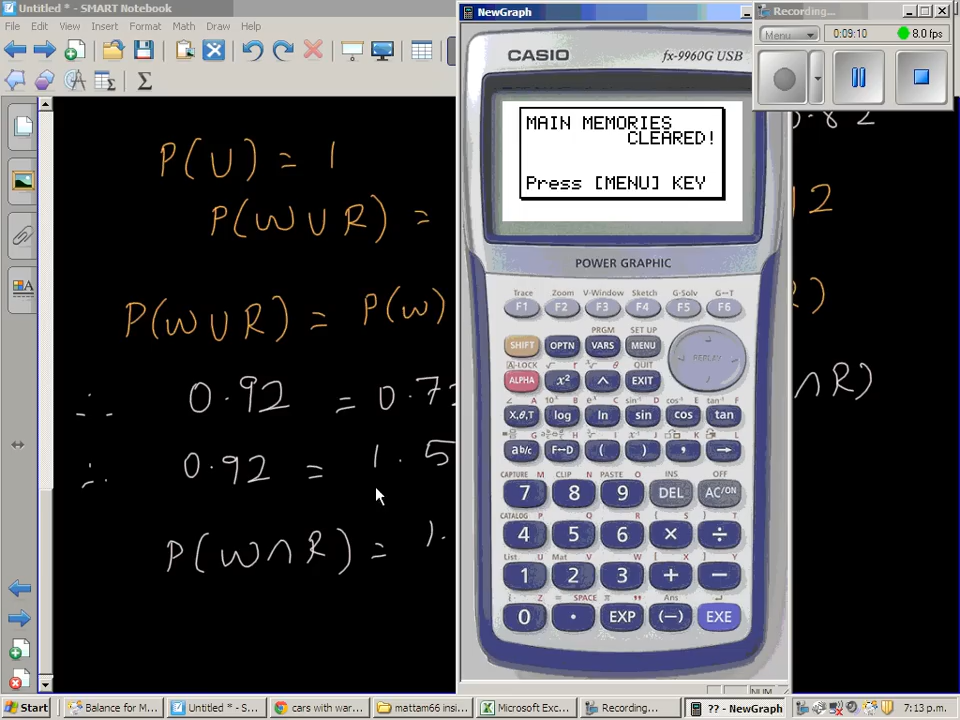 Untitled * - SMART Notebook
File Edit View Insert Format Math Draw Help
NewGraph
Recording...
Menu 0:09:10 8.0 fps
CASIO fx-9960G USB
MAIN MEMORIES
CLEARED!
Press [MENU] KEY
POWER GRAPHIC
Trace Zoom V-Window Sketch G-Solv G↔T
F1 F2 F3 F4 F5 F6
PRGM SET UP
SHIFT OPTN VARS MENU
REPLAY
A-LOCK QUIT
ALPHA x² ^ EXIT
X,θ,T log ln sin cos tan
a b/c F↔D ( ) , →
CAPTURE CLIP PASTE INS OFF
7 8 9 DEL AC/ON
CATALOG
4 5 6 × ÷
List Mat
1 2 3 + −
SPACE Ans
0 . EXP (−) EXE
P(U) = 1
P(W∪R) =
P(W∪R) = P(W)
∴ 0.92 = 0.7
∩R)
∴ 0.92 = 1.5
P(W∩R) = 1.
NUM
Start Balance for M... Untitled * - SM... cars with war... mattam66 insi... Microsoft Exc... Recording... ?? - NewGraph 7:13 p.m.